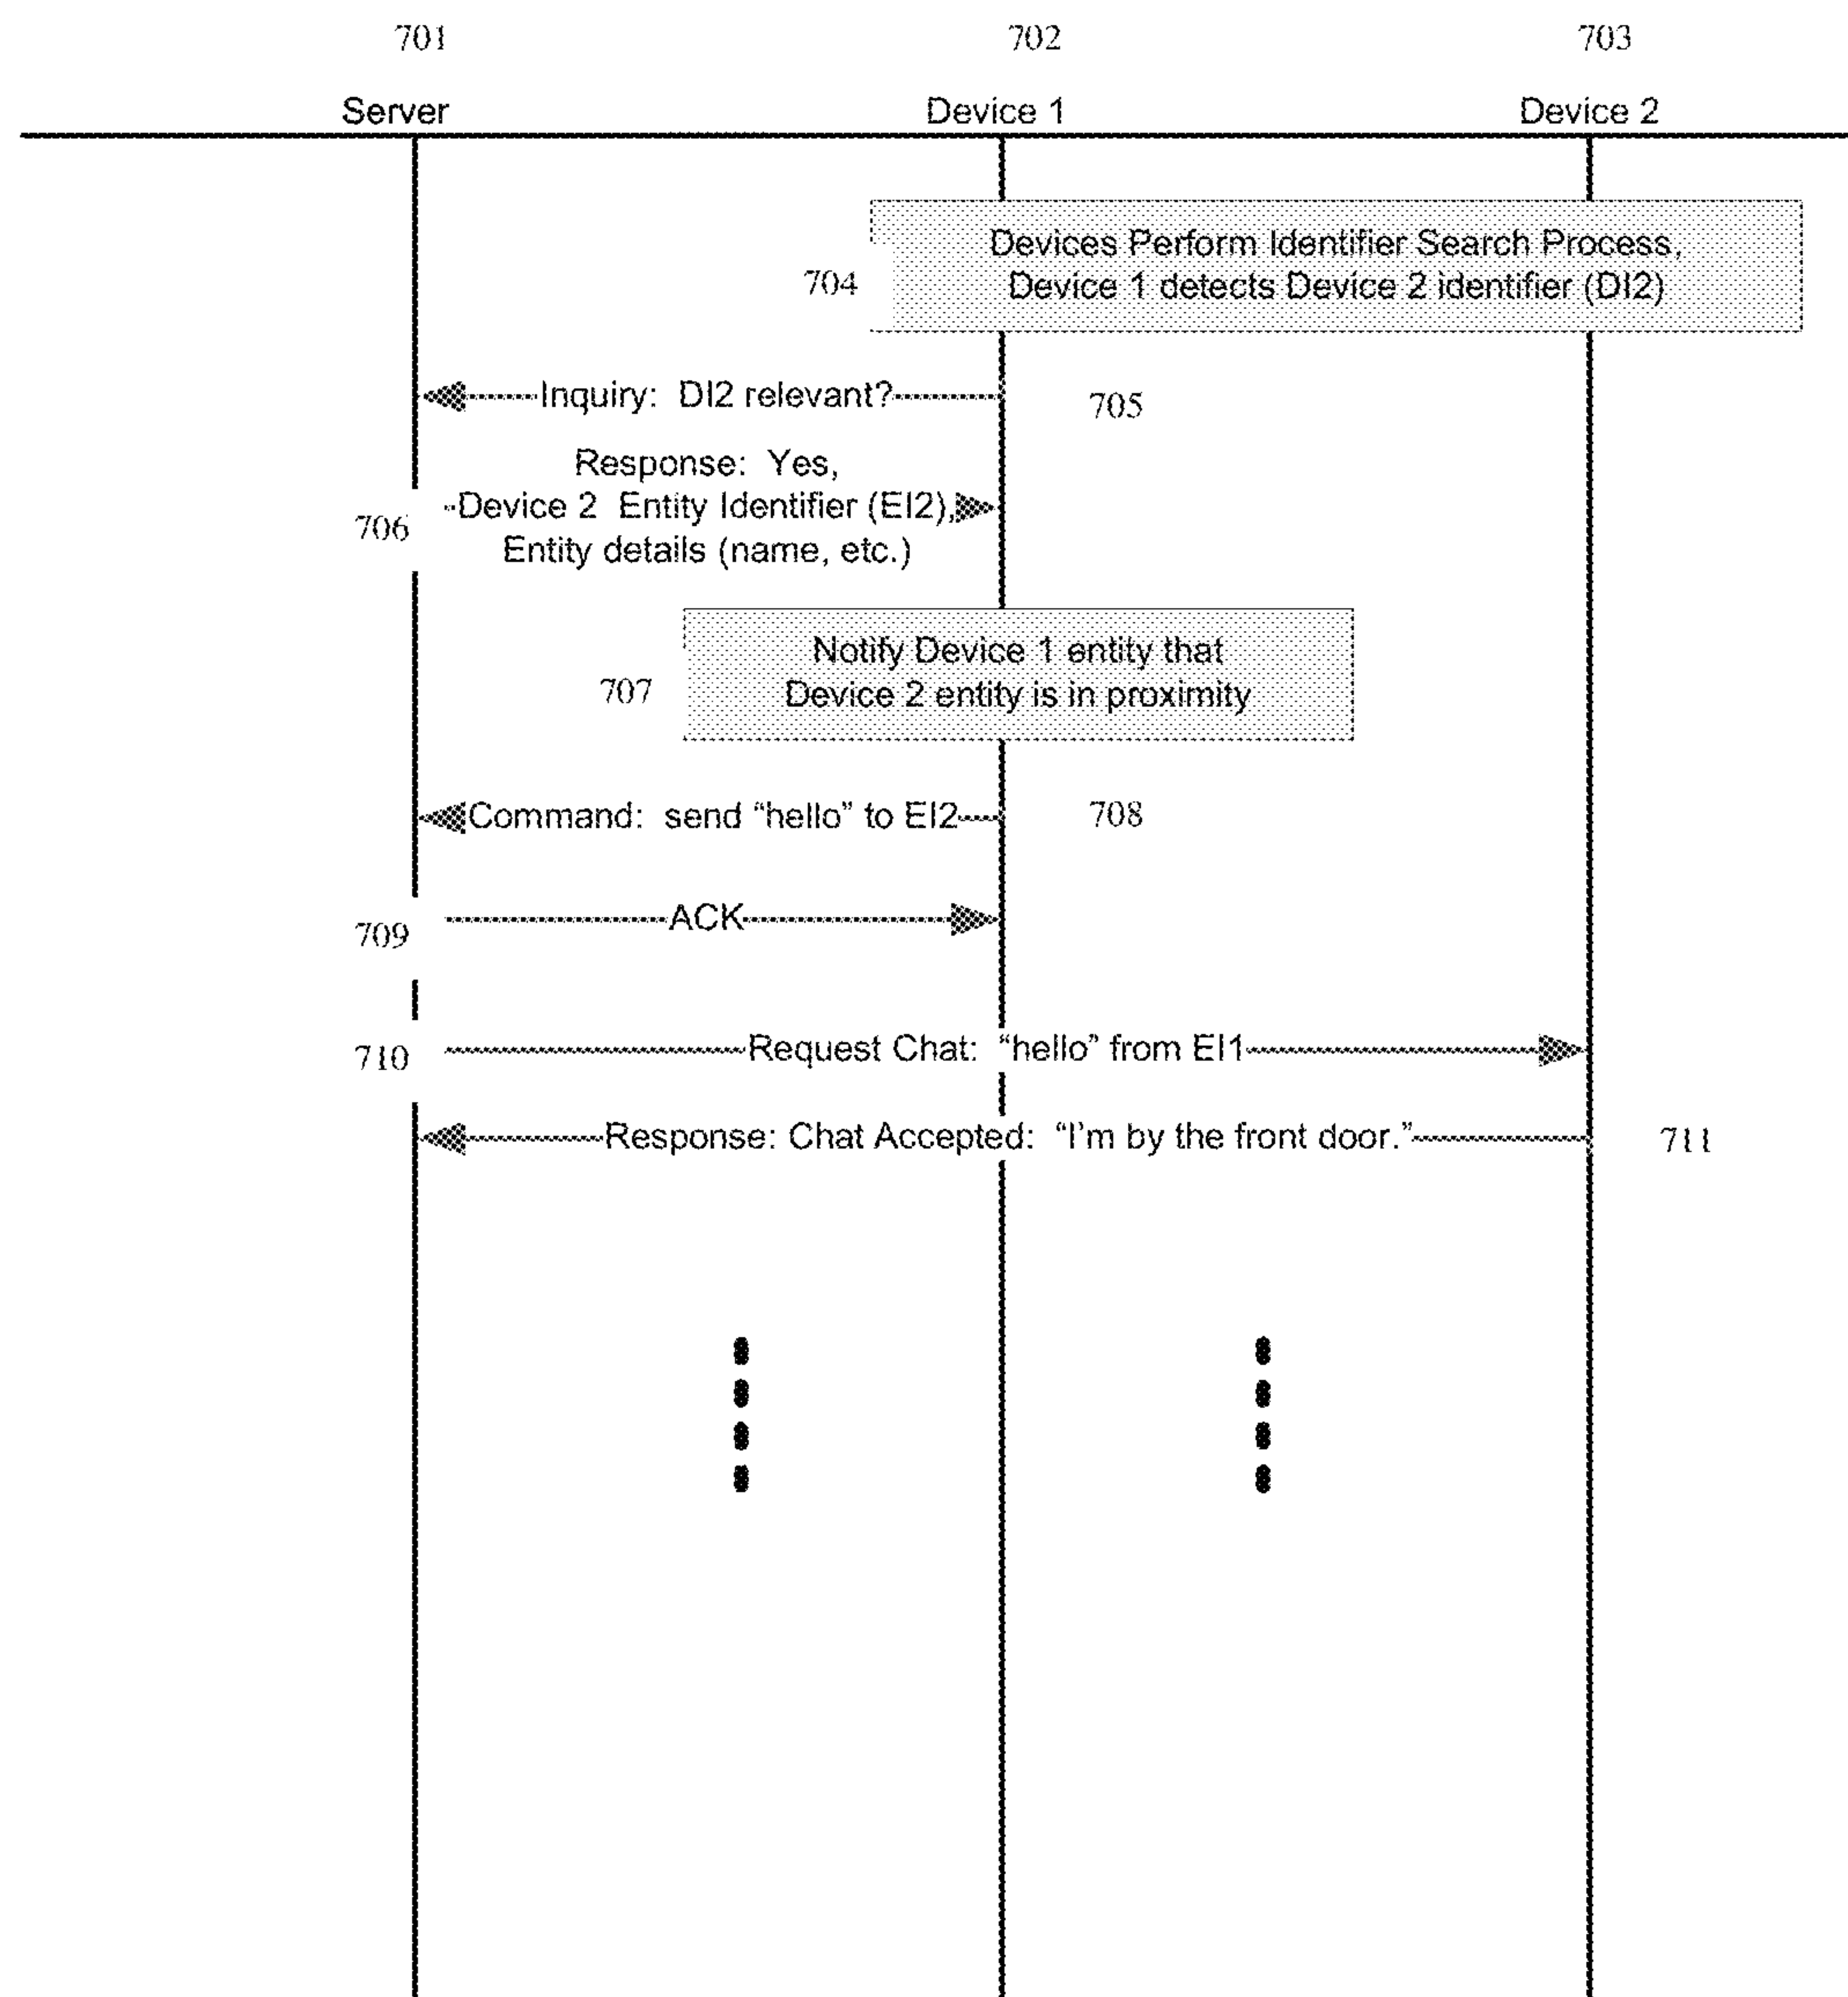 701 702 703
Server Device 1 Device 2
Devices Perform Identifier Search Process,
704 Device 1 detects Device 2 identifier (DI2)
Inquiry: DI2 relevant? 705
Response: Yes,
706 Device 2 Entity Identifier (EI2),
Entity details (name, etc.)
Notify Device 1 entity that
707 Device 2 entity is in proximity
Command: send “hello” to EI2 708
709 ACK
710 Request Chat: “hello” from EI1
Response: Chat Accepted: “I’m by the front door.” 711